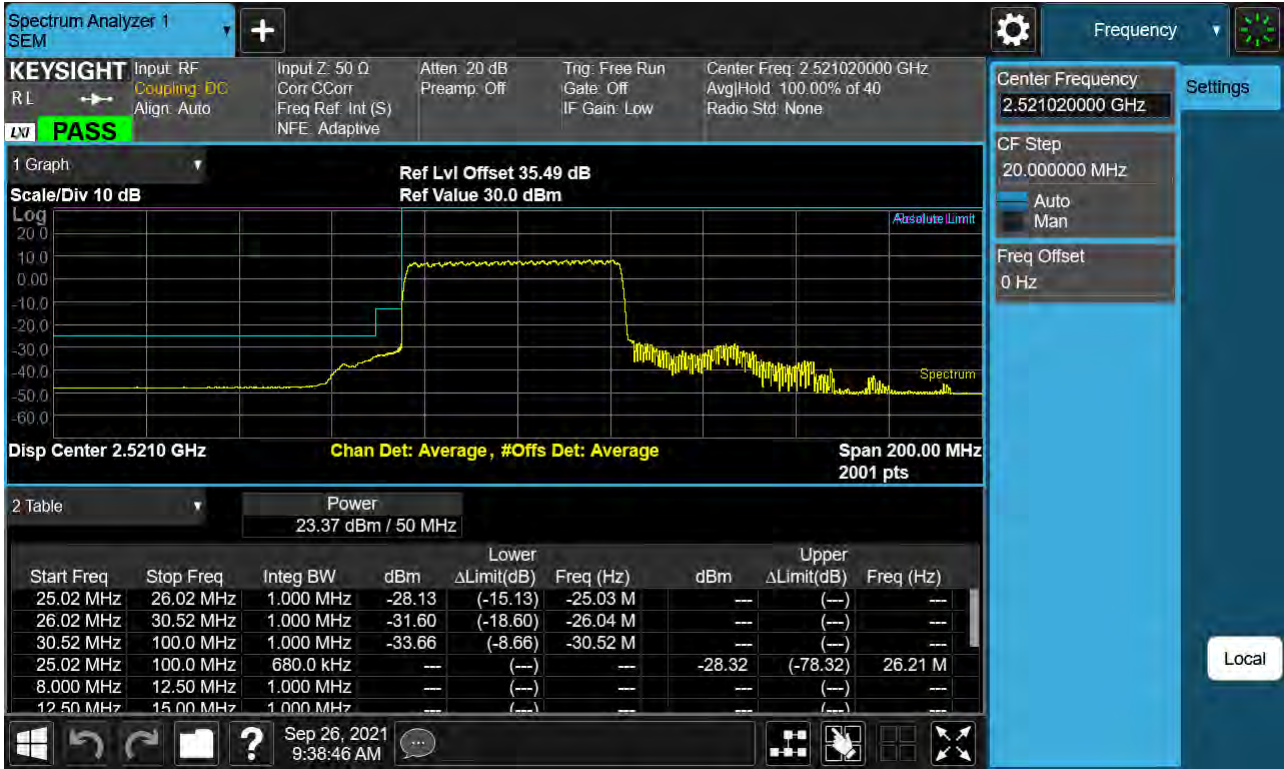 Spectrum Analyzer 1
SEM
Frequency
KEYSIGHT
R L
LXI PASS
Input: RF
Coupling: DC
Align: Auto
Input Z: 50 Ω
Corr CCorr
Freq Ref: Int (S)
NFE: Adaptive
Atten: 20 dB
Preamp: Off
Trig: Free Run
Gate: Off
IF Gain: Low
Center Freq: 2.521020000 GHz
Avg|Hold: 100.00% of 40
Radio Std: None
Center Frequency
2.521020000 GHz
Settings
CF Step
20.000000 MHz
Auto
Man
Freq Offset
0 Hz
Local
1 Graph
Scale/Div 10 dB
Ref Lvl Offset 35.49 dB
Ref Value 30.0 dBm
Log
20.0
10.0
0.00
-10.0
-20.0
-30.0
-40.0
-50.0
-60.0
Spectrum
Disp Center 2.5210 GHz
Chan Det: Average, #Offs Det: Average
Span 200.00 MHz
2001 pts
2 Table
Power
23.37 dBm / 50 MHz
Lower Upper
Start Freq Stop Freq Integ BW dBm ΔLimit(dB) Freq (Hz) dBm ΔLimit(dB) Freq (Hz)
25.02 MHz 26.02 MHz 1.000 MHz -28.13 (-15.13) -25.03 M --- (---) ---
26.02 MHz 30.52 MHz 1.000 MHz -31.60 (-18.60) -26.04 M --- (---) ---
30.52 MHz 100.0 MHz 1.000 MHz -33.66 (-8.66) -30.52 M --- (---) ---
25.02 MHz 100.0 MHz 680.0 kHz --- (---) --- -28.32 (-78.32) 26.21 M
8.000 MHz 12.50 MHz 1.000 MHz --- (---) --- --- (---) ---
12.50 MHz 15.00 MHz 1.000 MHz --- (---) --- --- (---) ---
Sep 26, 2021
9:38:46 AM